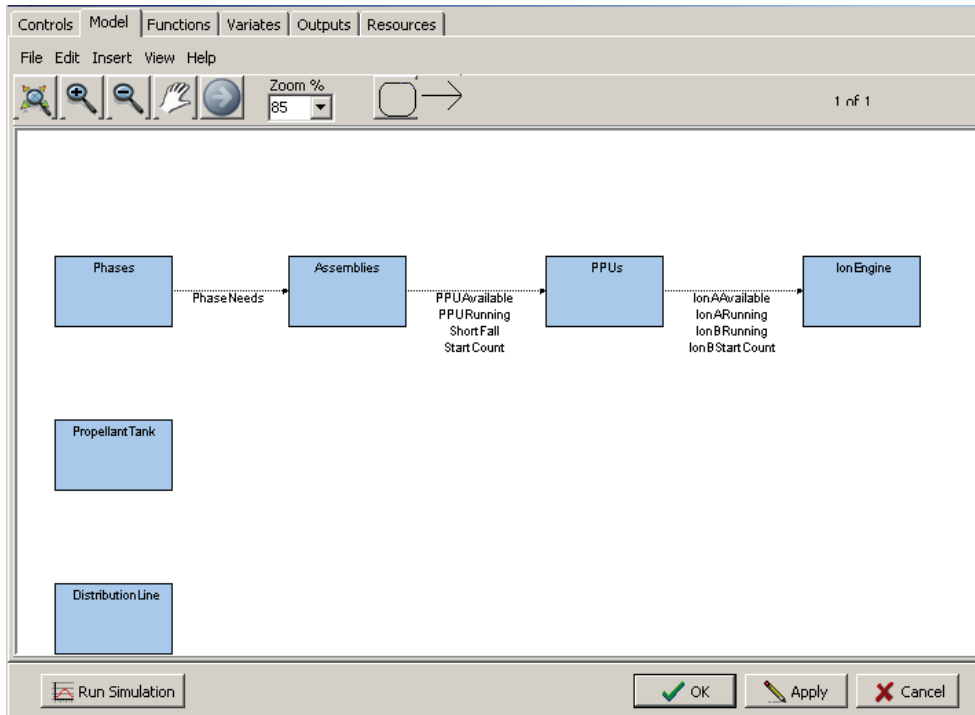 Controls Model Functions Variates Outputs Resources
File Edit Insert View Help
Zoom %
85
1 of 1
Phases
PhaseNeeds
Assemblies
PPUAvailable
PPURunning
ShortFall
StartCount
PPUs
IonAAvailable
IonARunning
IonBRunning
IonBStartCount
IonEngine
PropellantTank
DistributionLine
Run Simulation
OK
Apply
Cancel